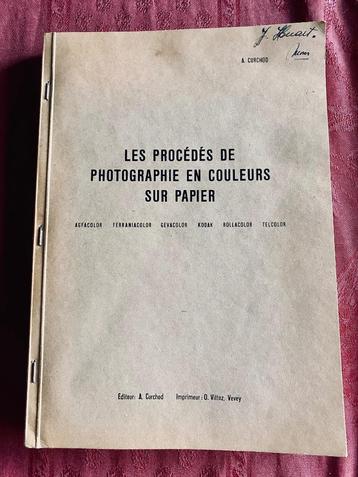 A. CURCHOD
LES PROCÉDÉS DE
PHOTOGRAPHIE EN COULEURS
SUR PAPIER
AGFACOLOR FERRANIACOLOR GEVACOLOR KODAK ROLLACOLOR TELCOLOR
Editeur: A. Curchod Imprimeur: O. Vittoz, Vevey